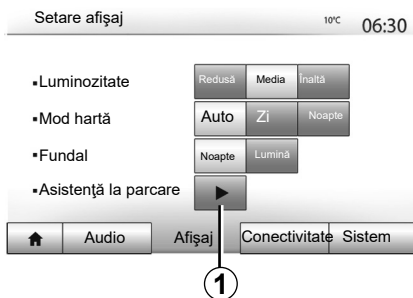 Setare afişaj 10°C 06:30
▪Luminozitate Redusă Media Înaltă
▪Mod hartă Auto Zi Noapte
▪Fundal Noapte Lumină
▪Asistenţă la parcare
Audio Afişaj Conectivitate Sistem
1